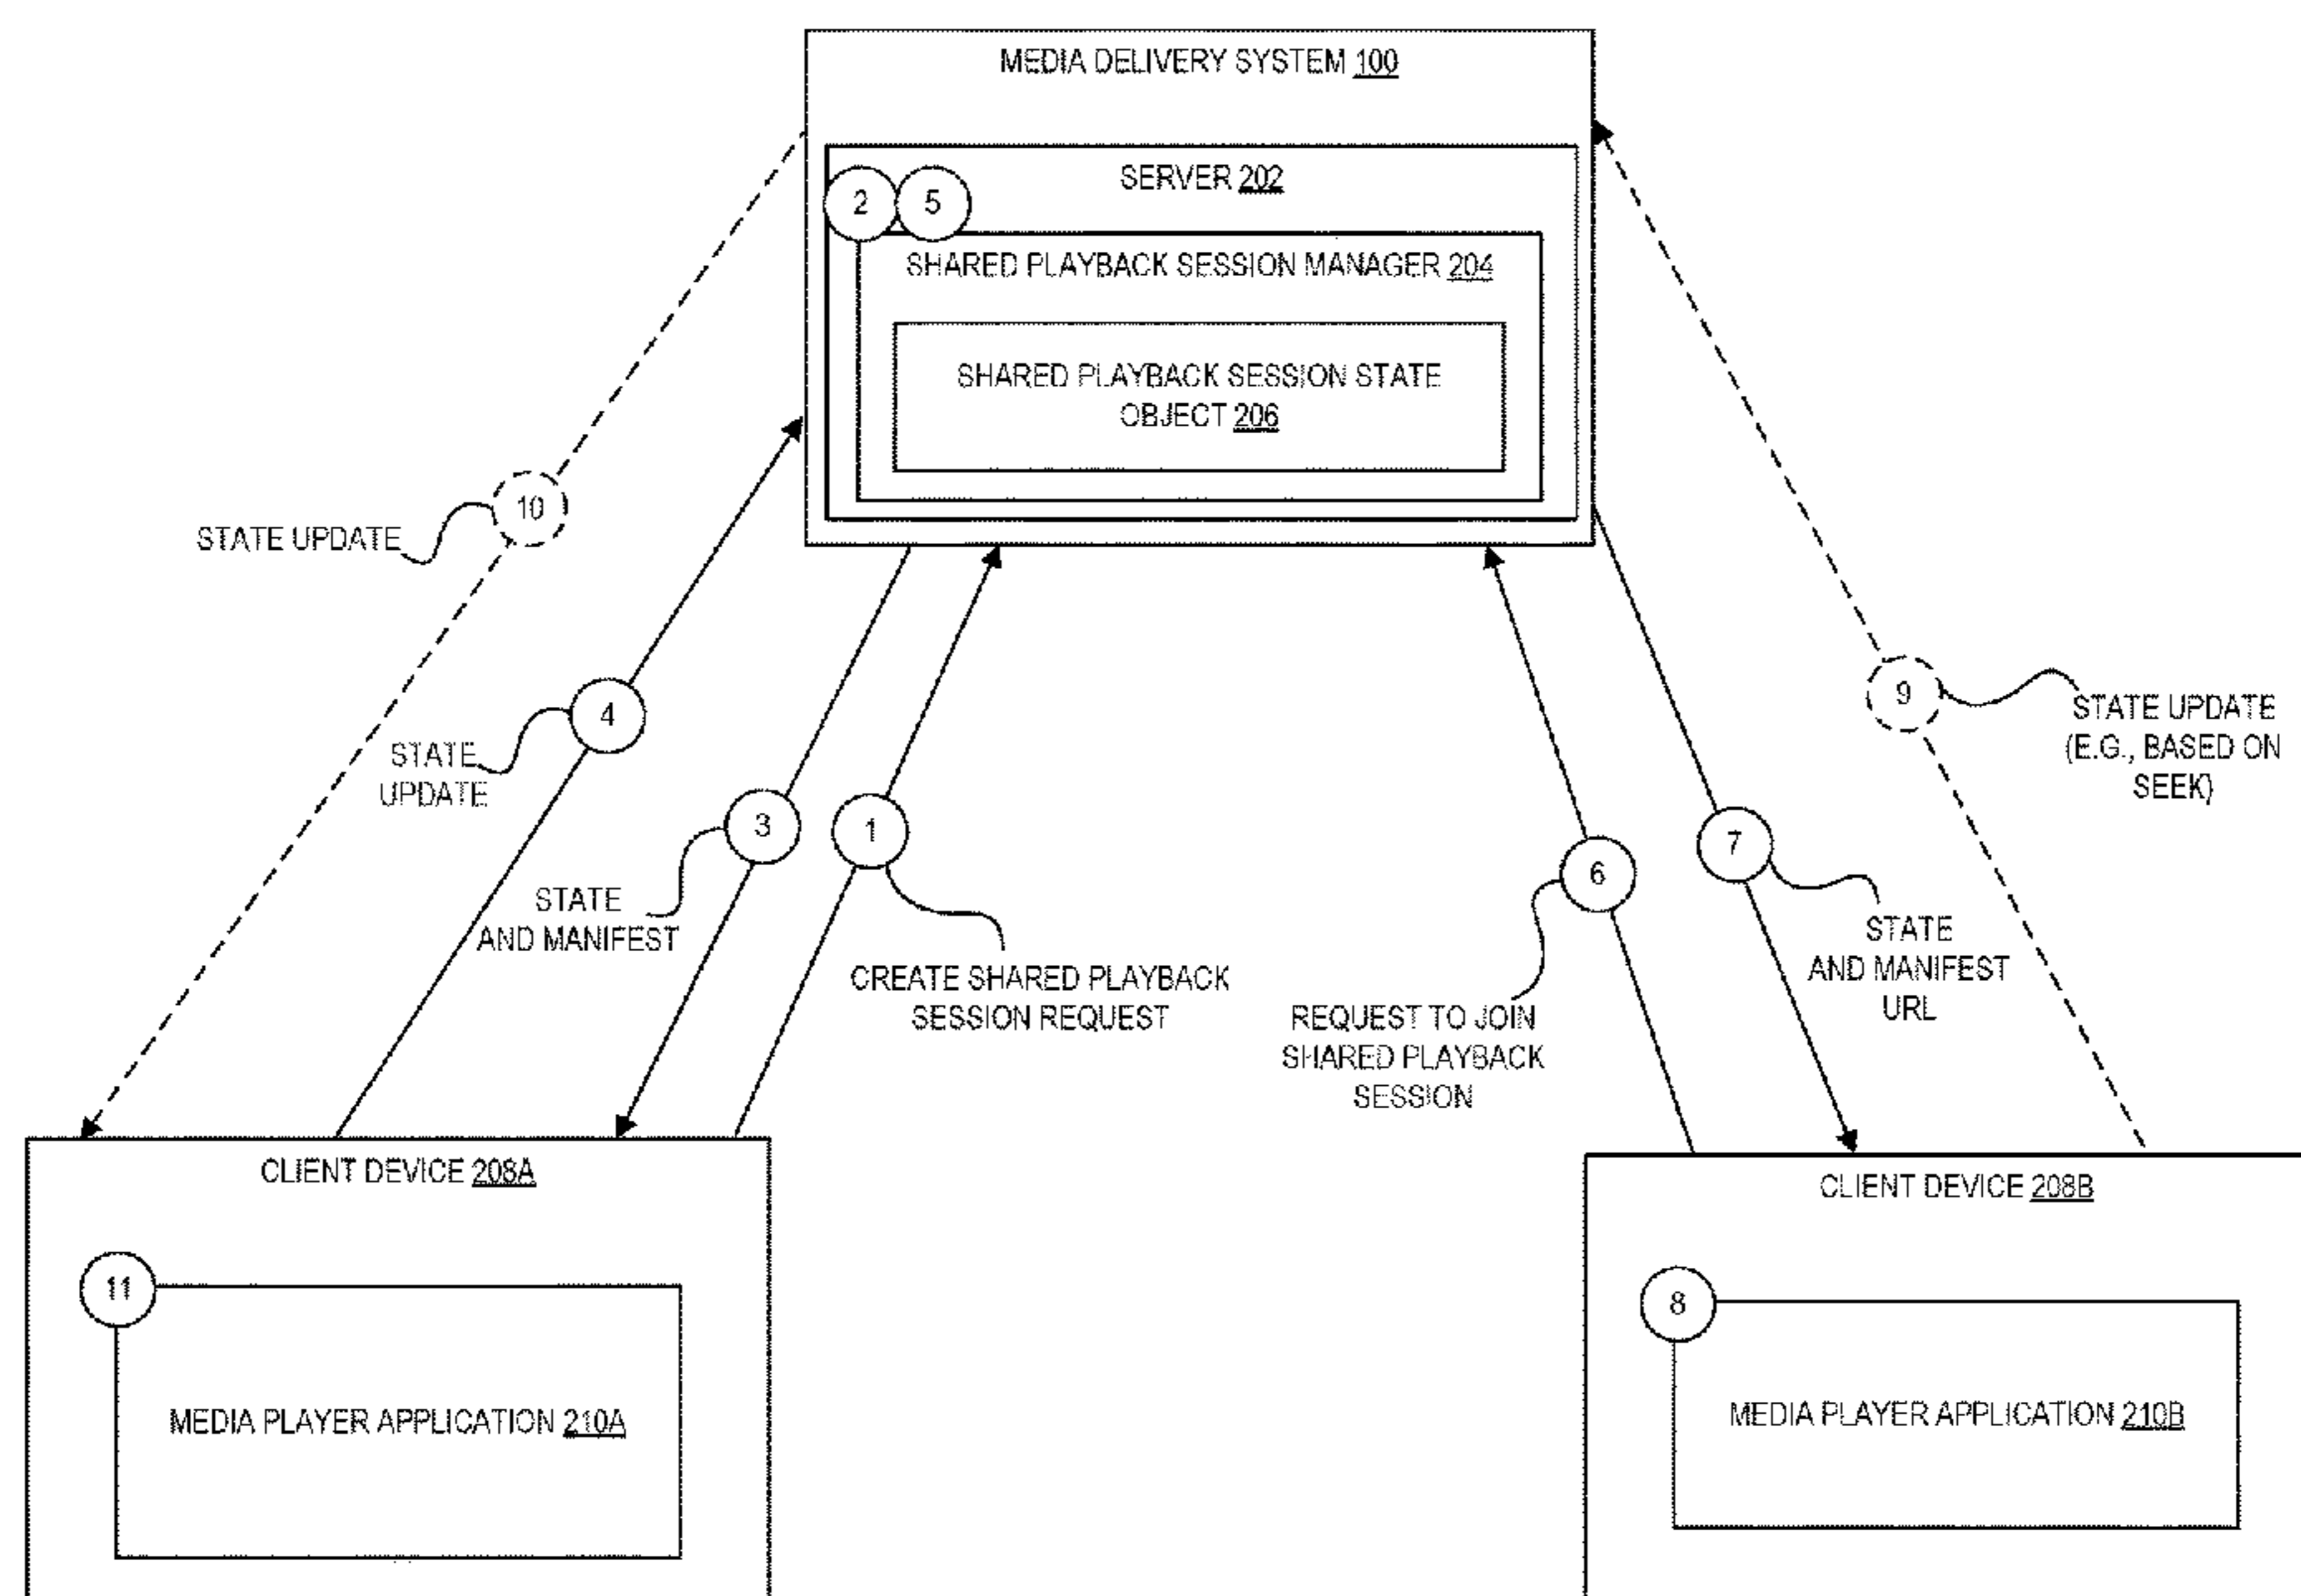 MEDIA DELIVERY SYSTEM 100
SERVER 202
2
5
SHARED PLAYBACK SESSION MANAGER 204
SHARED PLAYBACK SESSION STATE
OBJECT 206
10
STATE UPDATE
4
STATE
UPDATE
3
STATE
AND MANIFEST
1
CREATE SHARED PLAYBACK
SESSION REQUEST
6
REQUEST TO JOIN
SHARED PLAYBACK
SESSION
7
STATE
AND MANIFEST
URL
9
STATE UPDATE
(E.G., BASED ON
SEEK)
CLIENT DEVICE 208A
11
MEDIA PLAYER APPLICATION 210A
CLIENT DEVICE 208B
8
MEDIA PLAYER APPLICATION 210B